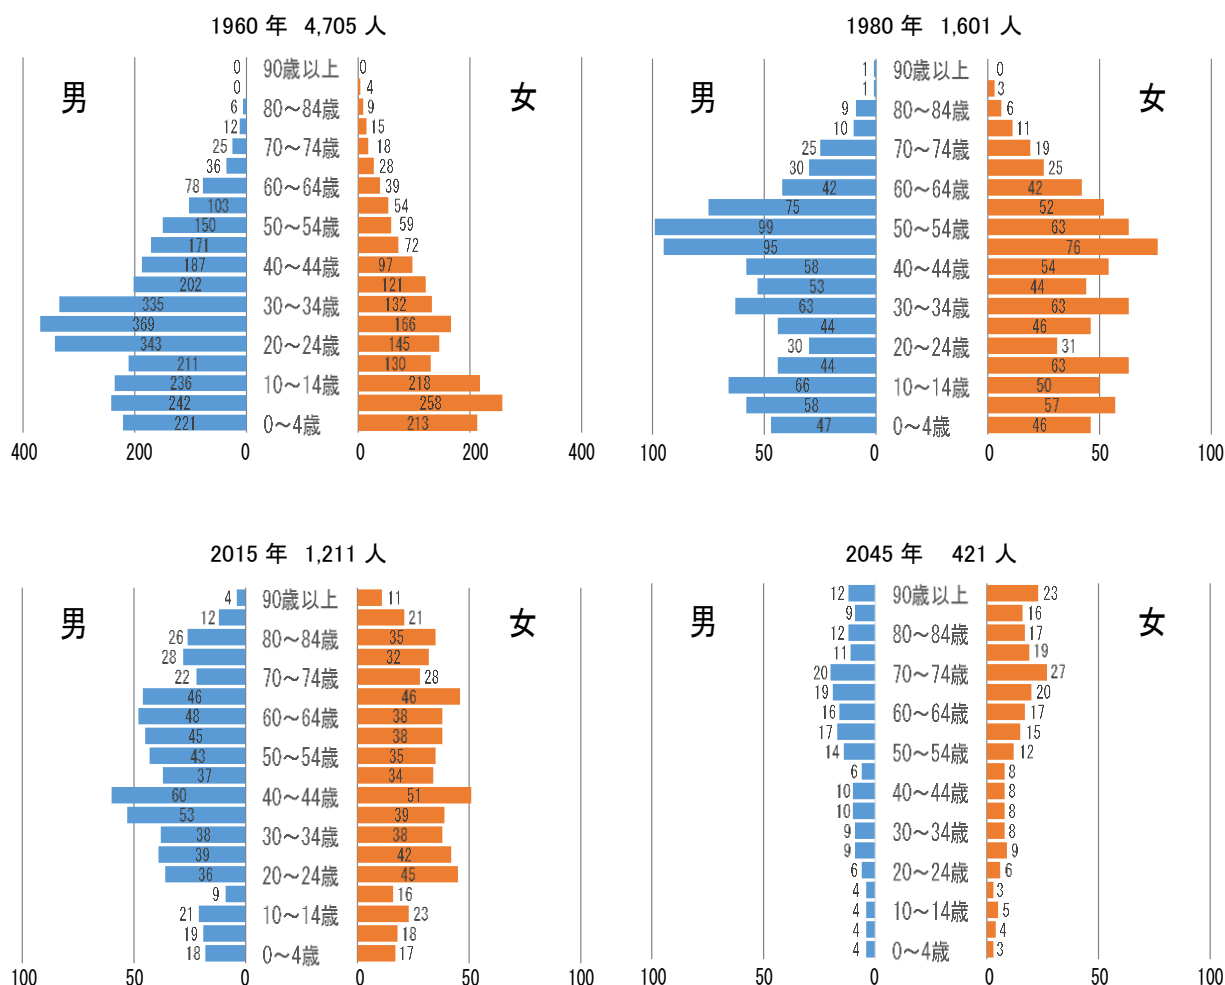 1960 年 4,705 人
男
女
0 90歳以上 0
0 4
6 80～84歳 9
12 15
25 70～74歳 18
36 28
78 60～64歳 39
103 54
150 50～54歳 59
171 72
187 40～44歳 97
202 121
335 30～34歳 132
369 166
343 20～24歳 145
211 130
236 10～14歳 218
242 258
221 0～4歳 213
400 200 0 0 200 400
1980 年 1,601 人
男
女
1 90歳以上 0
1 3
9 80～84歳 6
10 11
25 70～74歳 19
30 25
42 60～64歳 42
75 52
99 50～54歳 63
95 76
58 40～44歳 54
53 44
63 30～34歳 63
44 46
30 20～24歳 31
44 63
66 10～14歳 50
58 57
47 0～4歳 46
100 50 0 0 50 100
2015 年 1,211 人
男
女
4 90歳以上 11
12 21
26 80～84歳 35
28 32
22 70～74歳 28
46 46
48 60～64歳 38
45 38
43 50～54歳 35
37 34
60 40～44歳 51
53 39
38 30～34歳 38
39 42
36 20～24歳 45
9 16
21 10～14歳 23
19 18
18 0～4歳 17
100 50 0 0 50 100
2045 年 421 人
男
女
12 90歳以上 23
9 16
12 80～84歳 17
11 19
20 70～74歳 27
19 20
16 60～64歳 17
17 15
14 50～54歳 12
6 8
10 40～44歳 8
10 8
9 30～34歳 8
9 9
6 20～24歳 6
4 3
4 10～14歳 5
4 4
4 0～4歳 3
100 50 0 0 50 100